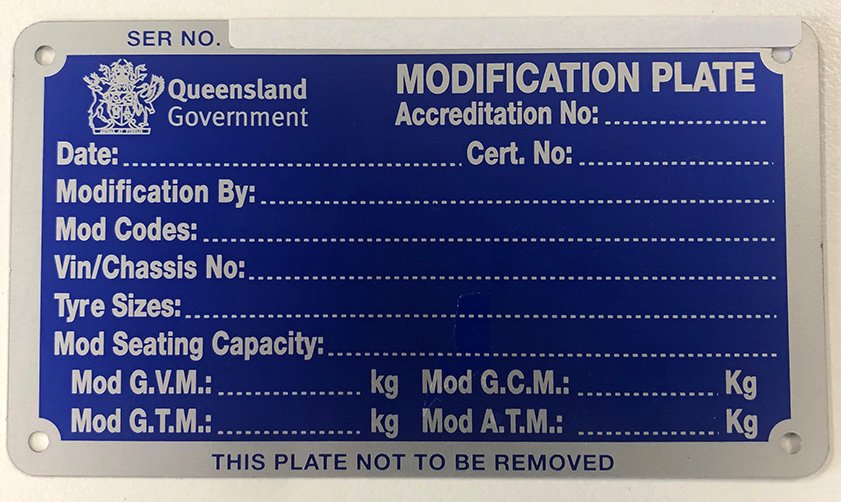 SER NO.
Queensland
Government
MODIFICATION PLATE
Accreditation No:
Date: Cert. No:
Modification By:
Mod Codes:
Vin/Chassis No:
Tyre Sizes:
Mod Seating Capacity:
Mod G.V.M.: kg Mod G.C.M.: Kg
Mod G.T.M.: kg Mod A.T.M.: Kg
THIS PLATE NOT TO BE REMOVED